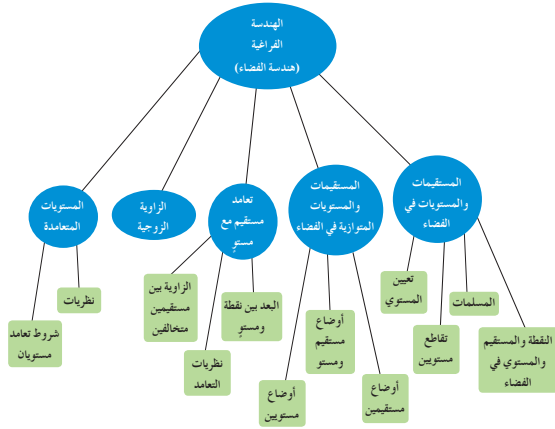 الهندسة
الفراغية
(هندسة الفضاء)
المستقيمات
والمستويات في
الفضاء
المستقيمات
والمستويات
المتوازية في الفضاء
تعامد
مستقيم مع
مستوٍ
الزاوية
الزوجية
المستويات
المتعامدة
النقطة والمستقيم
والمستوي في
الفضاء
المسلمات
تقاطع
مستويين
تعيين
المستوي
أوضاع
مستقيمين
أوضاع
مستقيم
ومستو
أوضاع
مستويين
البعد بين نقطة
ومستوٍ
نظريات
التعامد
الزاوية بين
مستقيمين
متخالفين
نظريات
شروط تعامد
مستويان